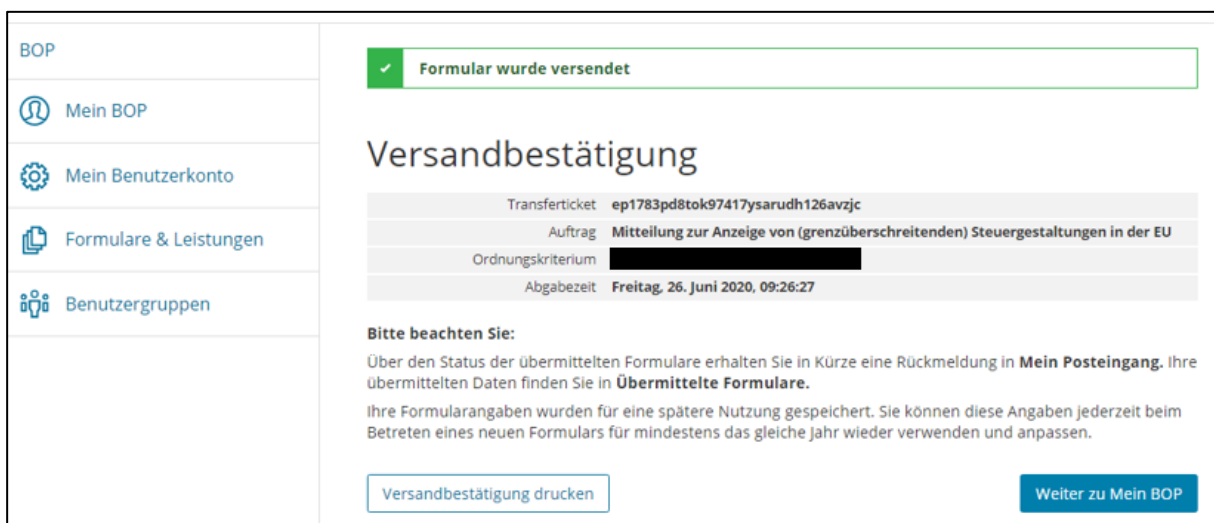 BOP
Mein BOP
Mein Benutzerkonto
Formulare & Leistungen
Benutzergruppen
Formular wurde versendet
Versandbestätigung
Transferticket ep1783pd8tok97417ysarudh126avzjc
Auftrag Mitteilung zur Anzeige von (grenzüberschreitenden) Steuergestaltungen in der EU
Ordnungskriterium
Abgabezeit Freitag, 26. Juni 2020, 09:26:27
Bitte beachten Sie:
Über den Status der übermittelten Formulare erhalten Sie in Kürze eine Rückmeldung in Mein Posteingang. Ihre
übermittelten Daten finden Sie in Übermittelte Formulare.
Ihre Formularangaben wurden für eine spätere Nutzung gespeichert. Sie können diese Angaben jederzeit beim
Betreten eines neuen Formulars für mindestens das gleiche Jahr wieder verwenden und anpassen.
Versandbestätigung drucken
Weiter zu Mein BOP